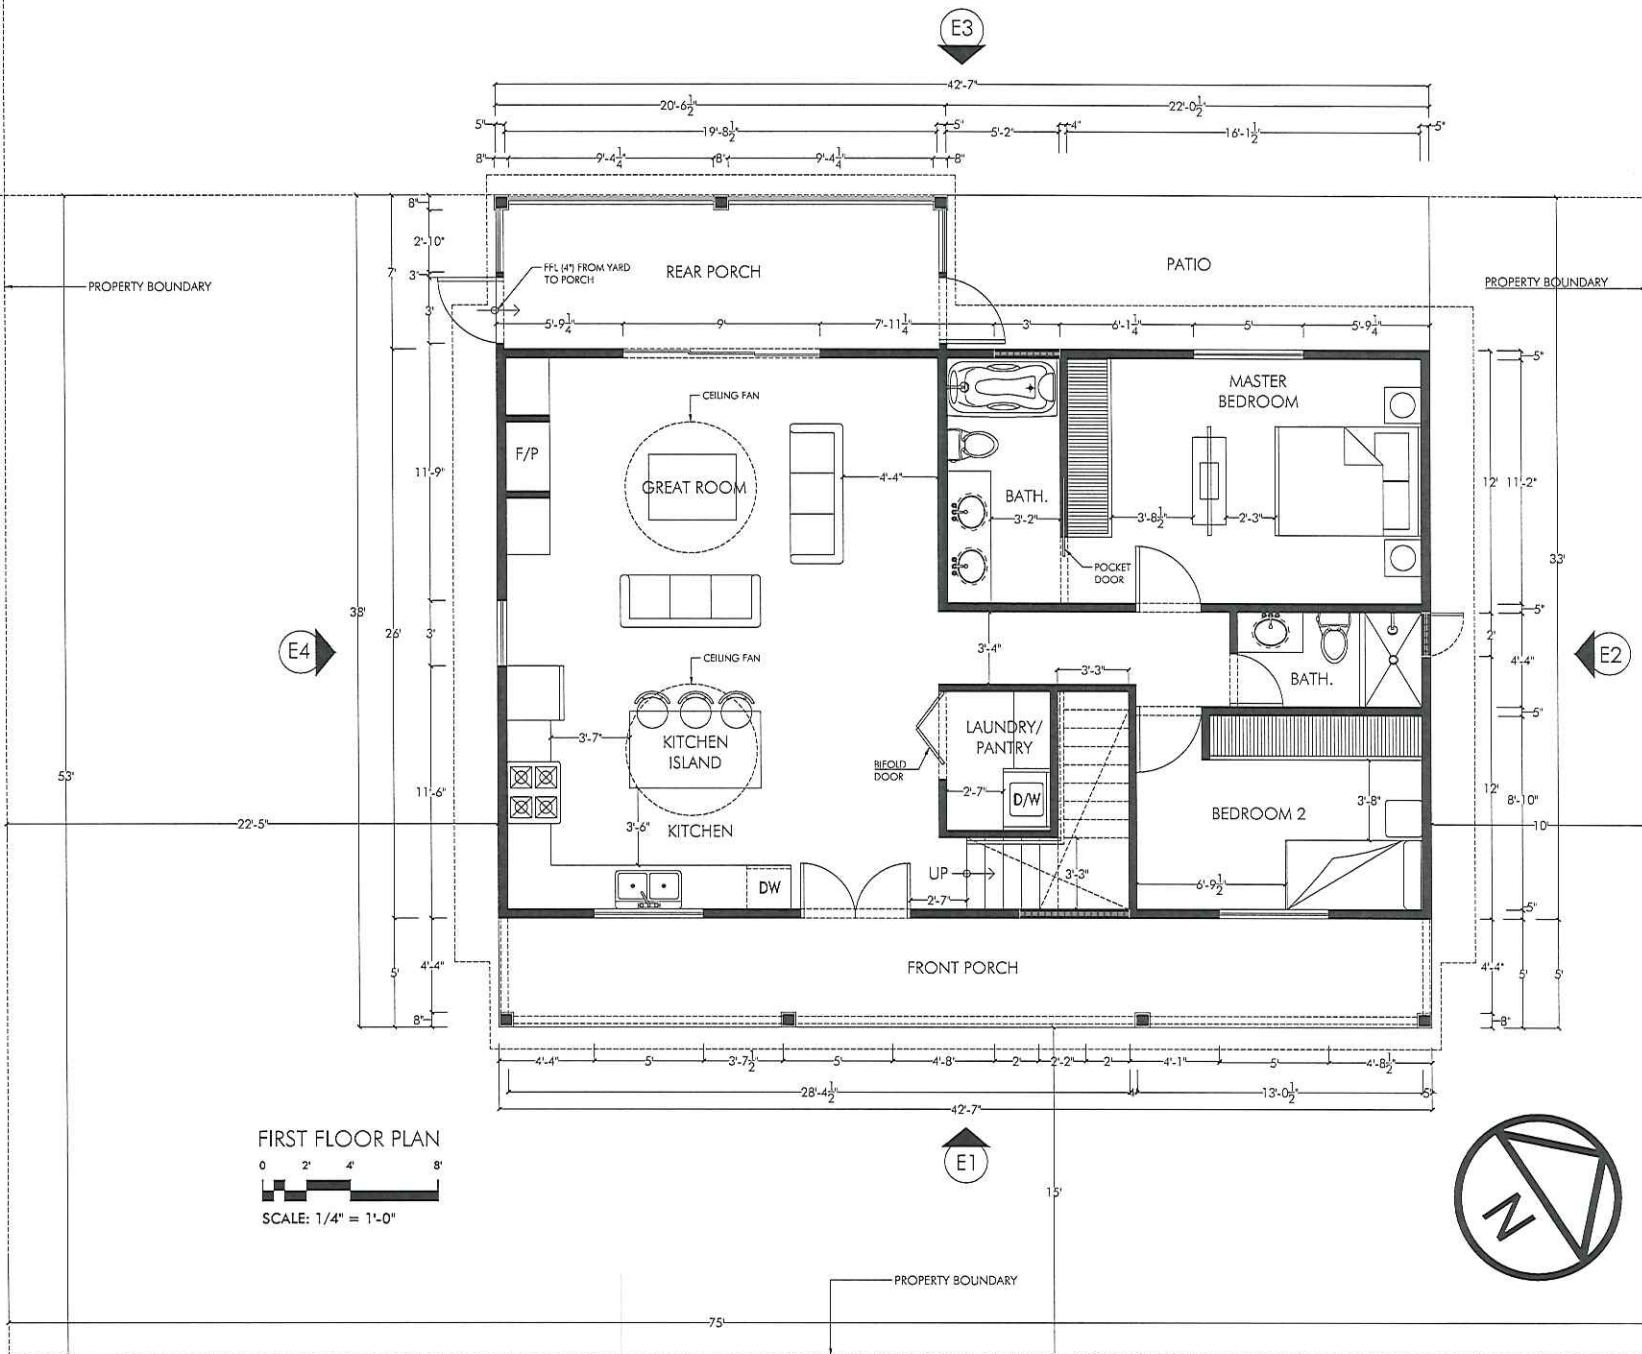 E3
42'-7"
20'-6½"
22'-0½"
5"
19'-8½"
5"
5'-2"
4"
16'-1½"
5"
8"
9'-4¼"
8"
9'-4¼"
8"
8"
2'-10"
7'
3"
3'
FFL (4") FROM YARD
TO PORCH
REAR PORCH
PATIO
PROPERTY BOUNDARY
PROPERTY BOUNDARY
5'-9¼"
9'
7'-11¼"
3'
6'-1¼"
5'
5'-9¼"
5"
CEILING FAN
MASTER
BEDROOM
F/P
11'-9"
GREAT ROOM
4'-4"
BATH.
3'-2"
3'-8½"
2'-3"
12'
11'-2"
33'
POCKET
DOOR
38'
26'
3'
5"
2'
4'-4"
E4
E2
CEILING FAN
3'-4"
3'-3"
BATH.
5"
3'-7"
KITCHEN
ISLAND
LAUNDRY/
PANTRY
BIFOLD
DOOR
53'
11'-6"
2'-7"
D/W
BEDROOM 2
3'-8"
12'
8'-10"
22'-5"
3'-6"
KITCHEN
10'
DW
UP
2'-7"
3'-3"
6'-9½"
5"
4'-4"
5'
FRONT PORCH
4'-4"
5'
5'
8"
8"
4'-4"
5'
3'-7½"
5'
4'-8"
2'
2'-2"
2'
4'-1"
5'
4'-8½"
28'-4½"
4"
13'-0½"
5"
42'-7"
FIRST FLOOR PLAN
0 2' 4' 8'
SCALE: 1/4" = 1'-0"
E1
15'
N
PROPERTY BOUNDARY
75'